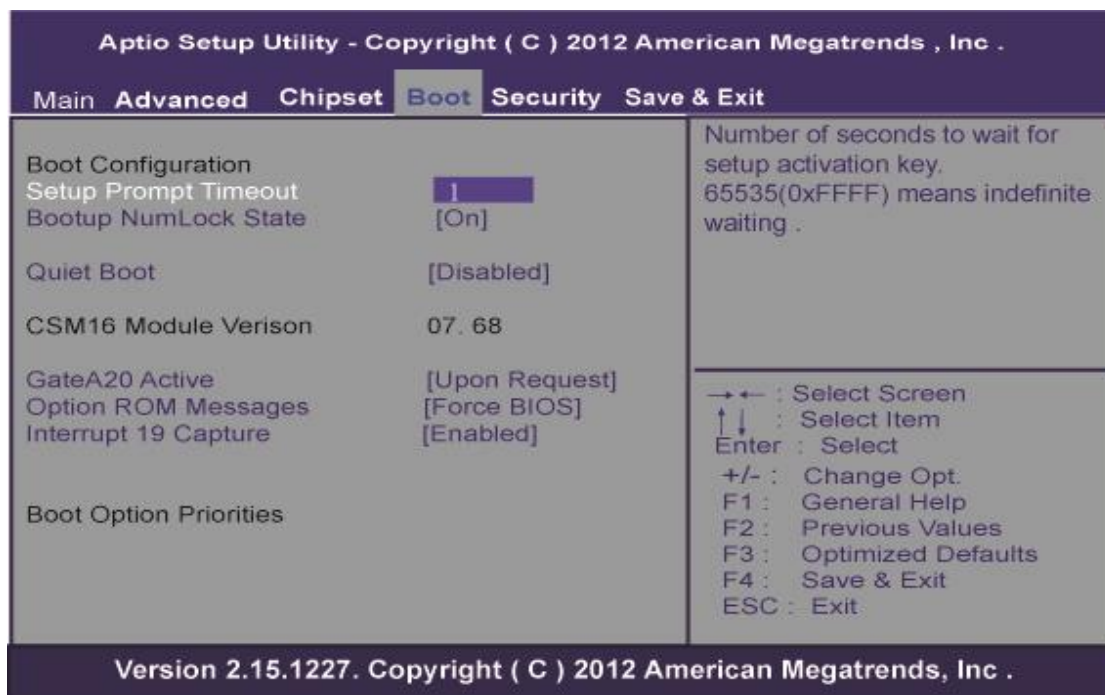 Aptio Setup Utility - Copyright ( C ) 2012 American Megatrends , Inc .
Main Advanced Chipset Boot Security Save & Exit
Boot Configuration
Setup Prompt Timeout 1
Bootup NumLock State [On]
Quiet Boot [Disabled]
CSM16 Module Verison 07. 68
GateA20 Active [Upon Request]
Option ROM Messages [Force BIOS]
Interrupt 19 Capture [Enabled]
Boot Option Priorities
Number of seconds to wait for
setup activation key.
65535(0xFFFF) means indefinite
waiting .
→← : Select Screen
↑↓ : Select Item
Enter : Select
+/- : Change Opt.
F1 : General Help
F2 : Previous Values
F3 : Optimized Defaults
F4 : Save & Exit
ESC : Exit
Version 2.15.1227. Copyright ( C ) 2012 American Megatrends, Inc .